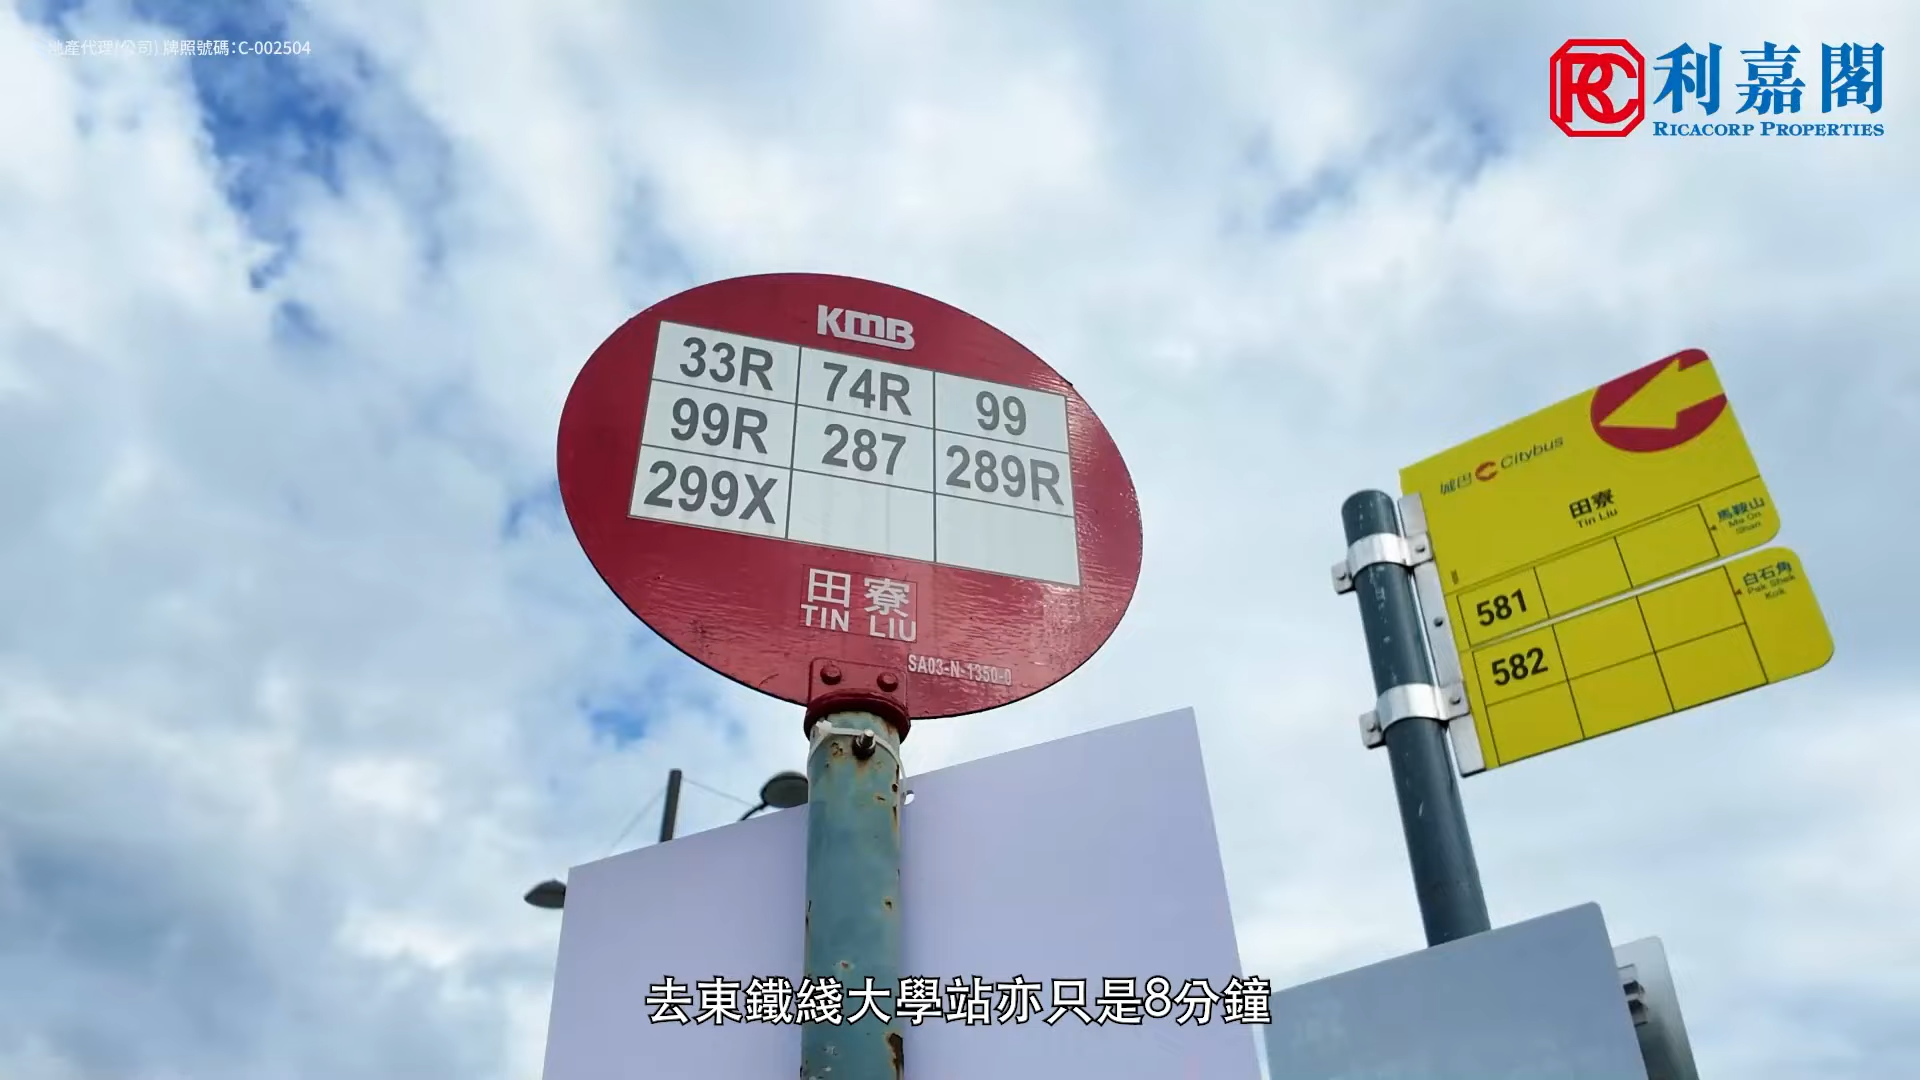 地產代理(公司) 牌照號碼：C-002504
利嘉閣
RICACORP PROPERTIES
KMB
33R 74R 99
99R 287 289R
299X
田寮
TIN LIU
SA03-N-1350-0
城巴 Citybus
田寮
Tin Liu
馬鞍山
Ma On
Shan
581
白石角
Pak Shek
Kok
582
去東鐵綫大學站亦只是8分鐘